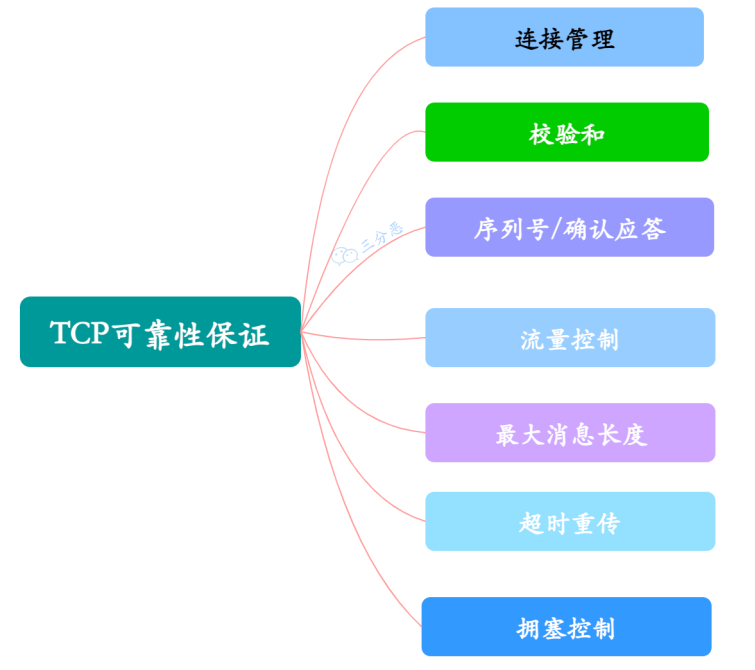 连接管理
校验和
三分恶
序列号/确认应答
TCP可靠性保证
流量控制
最大消息长度
超时重传
拥塞控制